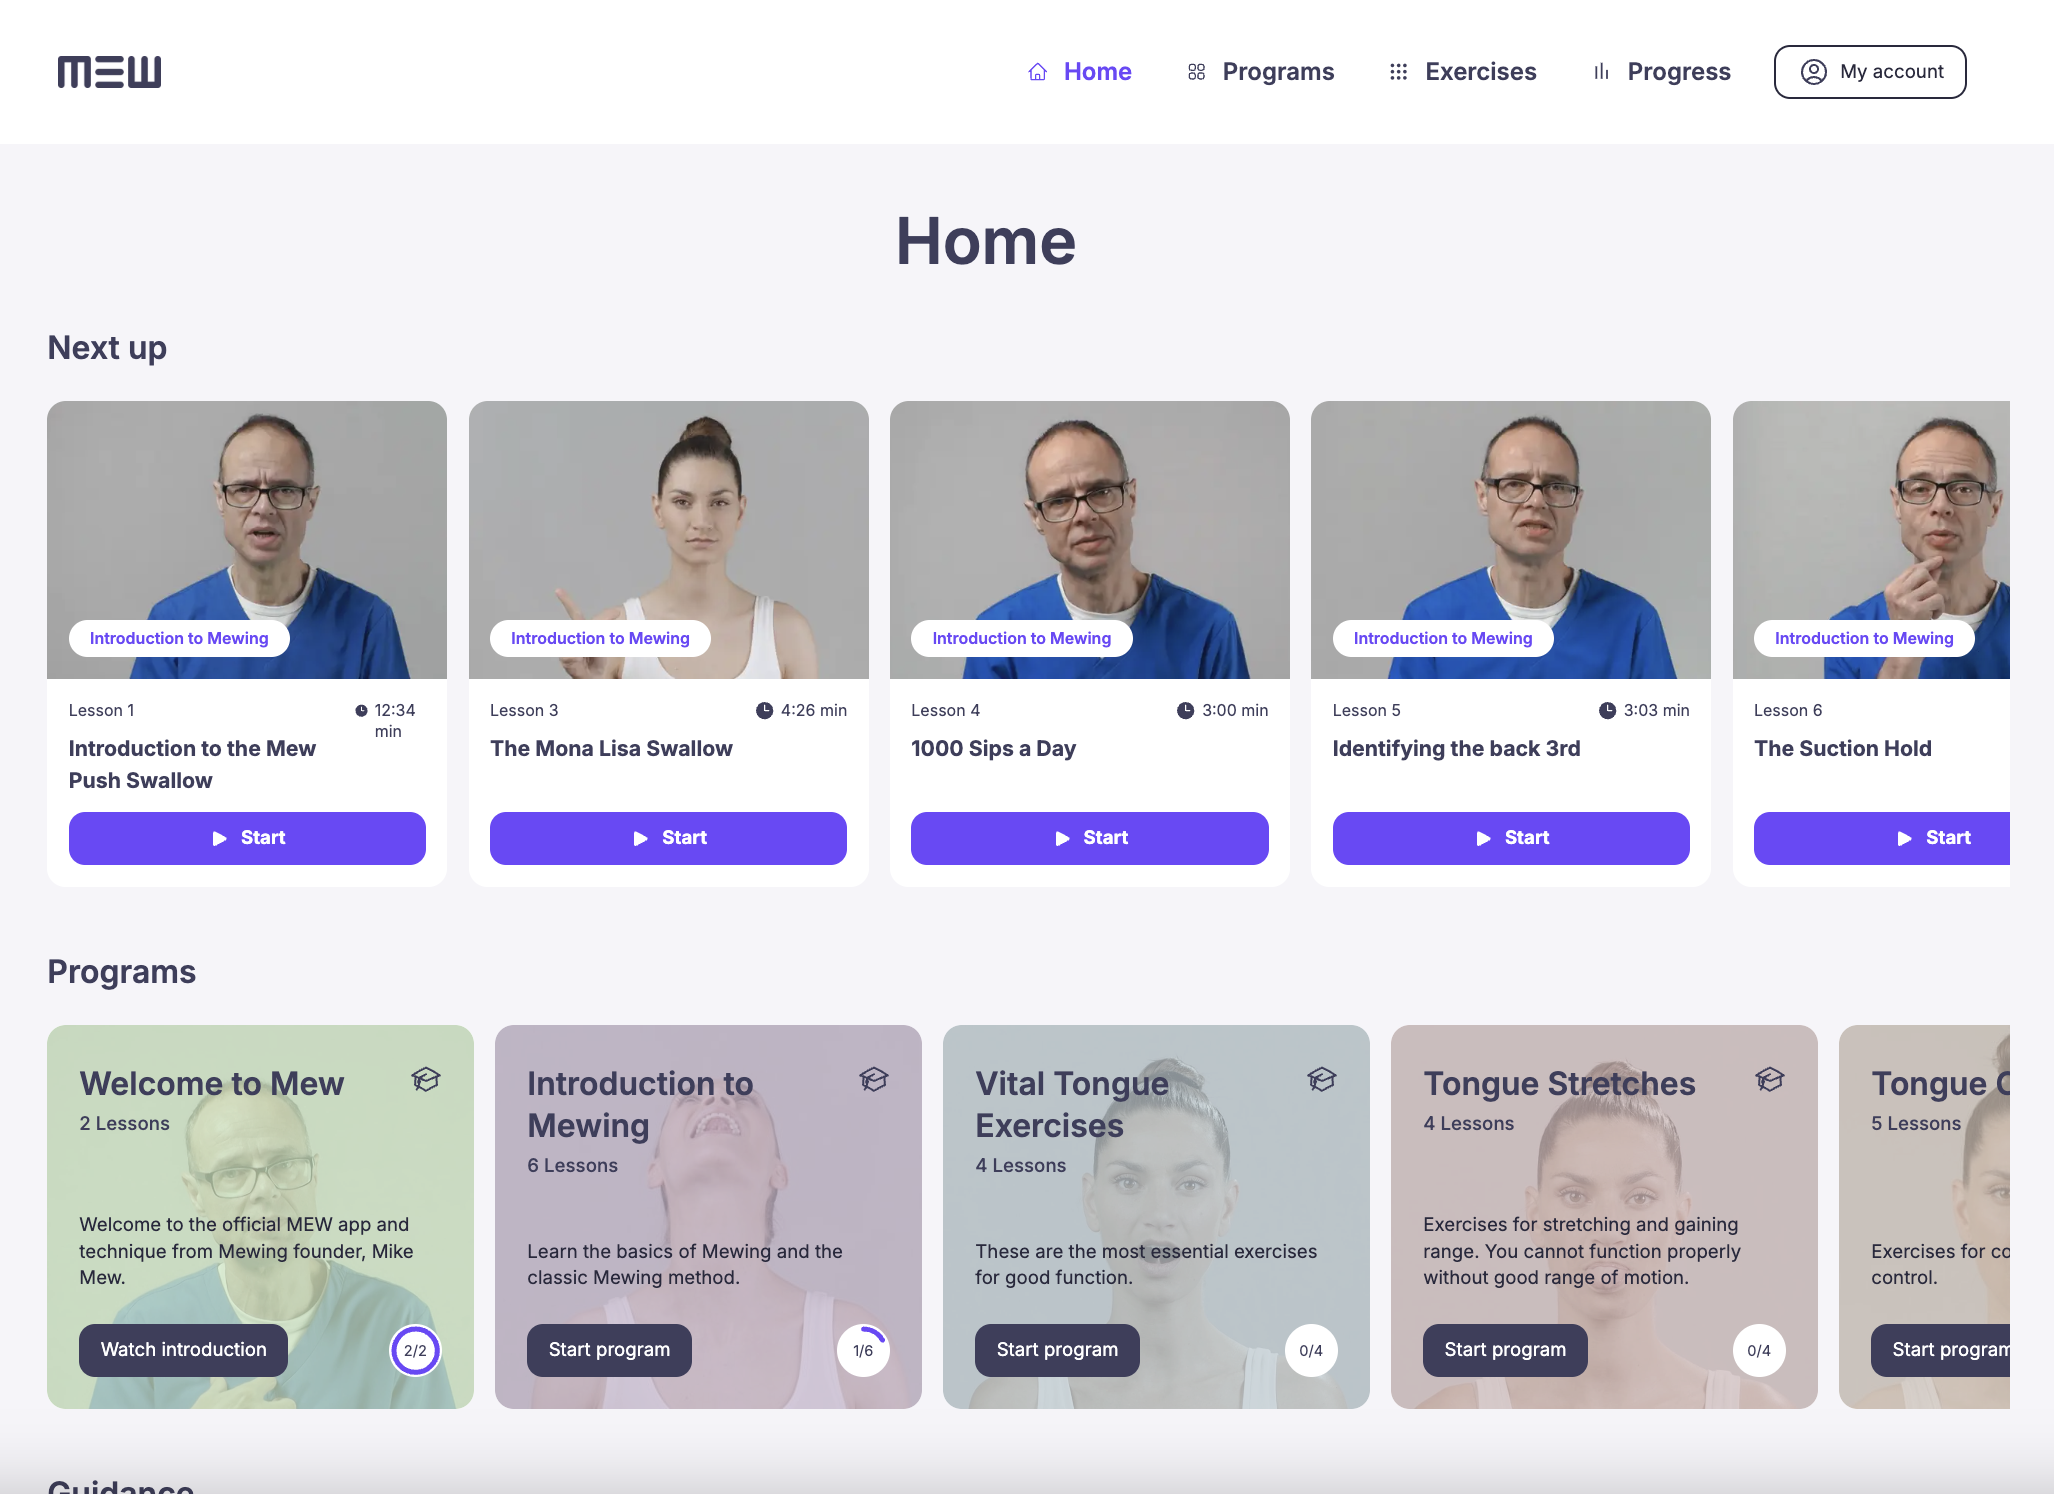 MEW
Home
Programs
Exercises
Progress
My account
Home
Next up
Introduction to Mewing
Lesson 1
12:34
min
Introduction to the Mew
Push Swallow
Start
Introduction to Mewing
Lesson 3
4:26 min
The Mona Lisa Swallow
Start
Introduction to Mewing
Lesson 4
3:00 min
1000 Sips a Day
Start
Introduction to Mewing
Lesson 5
3:03 min
Identifying the back 3rd
Start
Introduction to Mewing
Lesson 6
The Suction Hold
Start
Programs
Welcome to Mew
2 Lessons
Welcome to the official MEW app and
technique from Mewing founder, Mike
Mew.
Watch introduction
2/2
Introduction to
Mewing
6 Lessons
Learn the basics of Mewing and the
classic Mewing method.
Start program
1/6
Vital Tongue
Exercises
4 Lessons
These are the most essential exercises
for good function.
Start program
0/4
Tongue Stretches
4 Lessons
Exercises for stretching and gaining
range. You cannot function properly
without good range of motion.
Start program
0/4
Tongue
5 Lessons
Exercises for
control.
Start program
Guidance